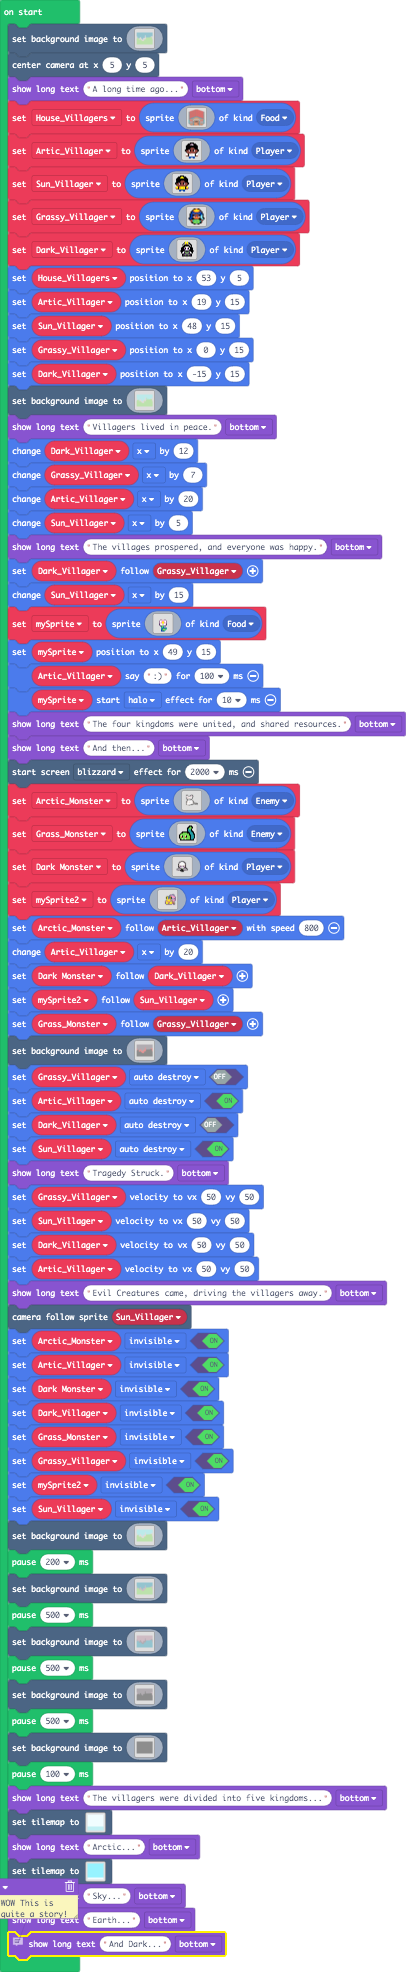 on start
set background image to
center camera at x 5 y 5
show long text "A long time ago..." bottom
set House_Villagers to sprite of kind Food
set Artic_Villager to sprite of kind Player
set Sun_Villager to sprite of kind Player
set Grassy_Villager to sprite of kind Player
set Dark_Villager to sprite of kind Player
set House_Villagers position to x 53 y 5
set Artic_Villager position to x 19 y 15
set Sun_Villager position to x 48 y 15
set Grassy_Villager position to x 0 y 15
set Dark_Villager position to x -15 y 15
set background image to
show long text "Villagers lived in peace." bottom
change Dark_Villager x by 12
change Grassy_Villager x by 7
change Artic_Villager x by 20
change Sun_Villager x by 5
show long text "The villages prospered, and everyone was happy." bottom
set Dark_Villager follow Grassy_Villager
change Sun_Villager x by 15
set mySprite to sprite of kind Food
set mySprite position to x 49 y 15
Artic_Villager say ":)" for 100 ms
mySprite start halo effect for 10 ms
show long text "The four kingdoms were united, and shared resources." bottom
show long text "And then..." bottom
start screen blizzard effect for 2000 ms
set Arctic_Monster to sprite of kind Enemy
set Grass_Monster to sprite of kind Enemy
set Dark Monster to sprite of kind Player
set mySprite2 to sprite of kind Player
set Arctic_Monster follow Artic_Villager with speed 800
change Artic_Villager x by 20
set Dark Monster follow Dark_Villager
set mySprite2 follow Sun_Villager
set Grass_Monster follow Grassy_Villager
set background image to
set Grassy_Villager auto destroy OFF
set Artic_Villager auto destroy ON
set Dark_Villager auto destroy OFF
set Sun_Villager auto destroy ON
show long text "Tragedy Struck." bottom
set Grassy_Villager velocity to vx 50 vy 50
set Sun_Villager velocity to vx 50 vy 50
set Dark_Villager velocity to vx 50 vy 50
set Artic_Villager velocity to vx 50 vy 50
show long text "Evil Creatures came, driving the villagers away." bottom
camera follow sprite Sun_Villager
set Arctic_Monster invisible ON
set Artic_Villager invisible ON
set Dark Monster invisible ON
set Dark_Villager invisible ON
set Grass_Monster invisible ON
set Grassy_Villager invisible ON
set mySprite2 invisible ON
set Sun_Villager invisible ON
set background image to
pause 200 ms
set background image to
pause 500 ms
set background image to
pause 500 ms
set background image to
pause 500 ms
set background image to
pause 100 ms
show long text "The villagers were divided into five kingdoms..." bottom
set tilemap to
show long text "Arctic..." bottom
set tilemap to
"Sky..." bottom
WOW This is
quite a story!
show long text "Earth..." bottom
show long text "And Dark..." bottom